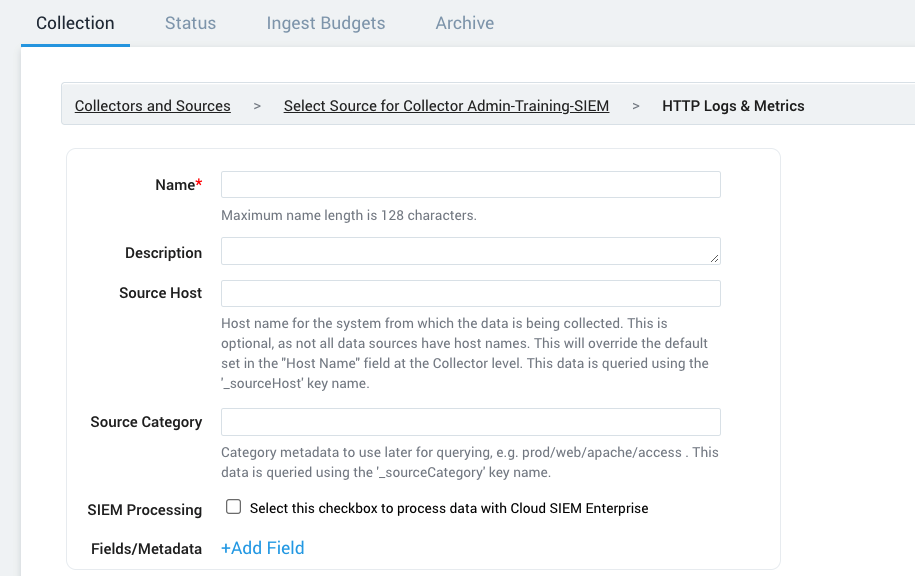 Collection Status Ingest Budgets Archive
Collectors and Sources > Select Source for Collector Admin-Training-SIEM > HTTP Logs & Metrics
Name*
Maximum name length is 128 characters.
Description
Source Host
Host name for the system from which the data is being collected. This is
optional, as not all data sources have host names. This will override the default
set in the "Host Name" field at the Collector level. This data is queried using the
'_sourceHost' key name.
Source Category
Category metadata to use later for querying, e.g. prod/web/apache/access . This
data is queried using the '_sourceCategory' key name.
SIEM Processing Select this checkbox to process data with Cloud SIEM Enterprise
Fields/Metadata +Add Field